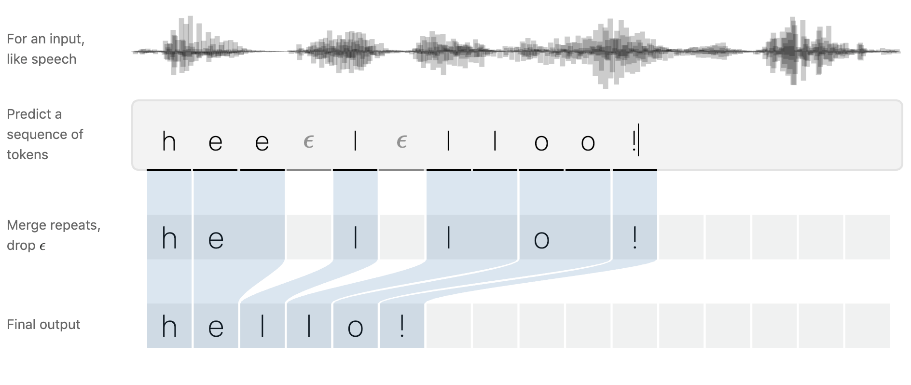 For an input,
like speech
Predict a
sequence of
tokens
h e e ϵ l ϵ l l o o !
Merge repeats,
drop ϵ
h e l l o !
Final output
h e l l o !